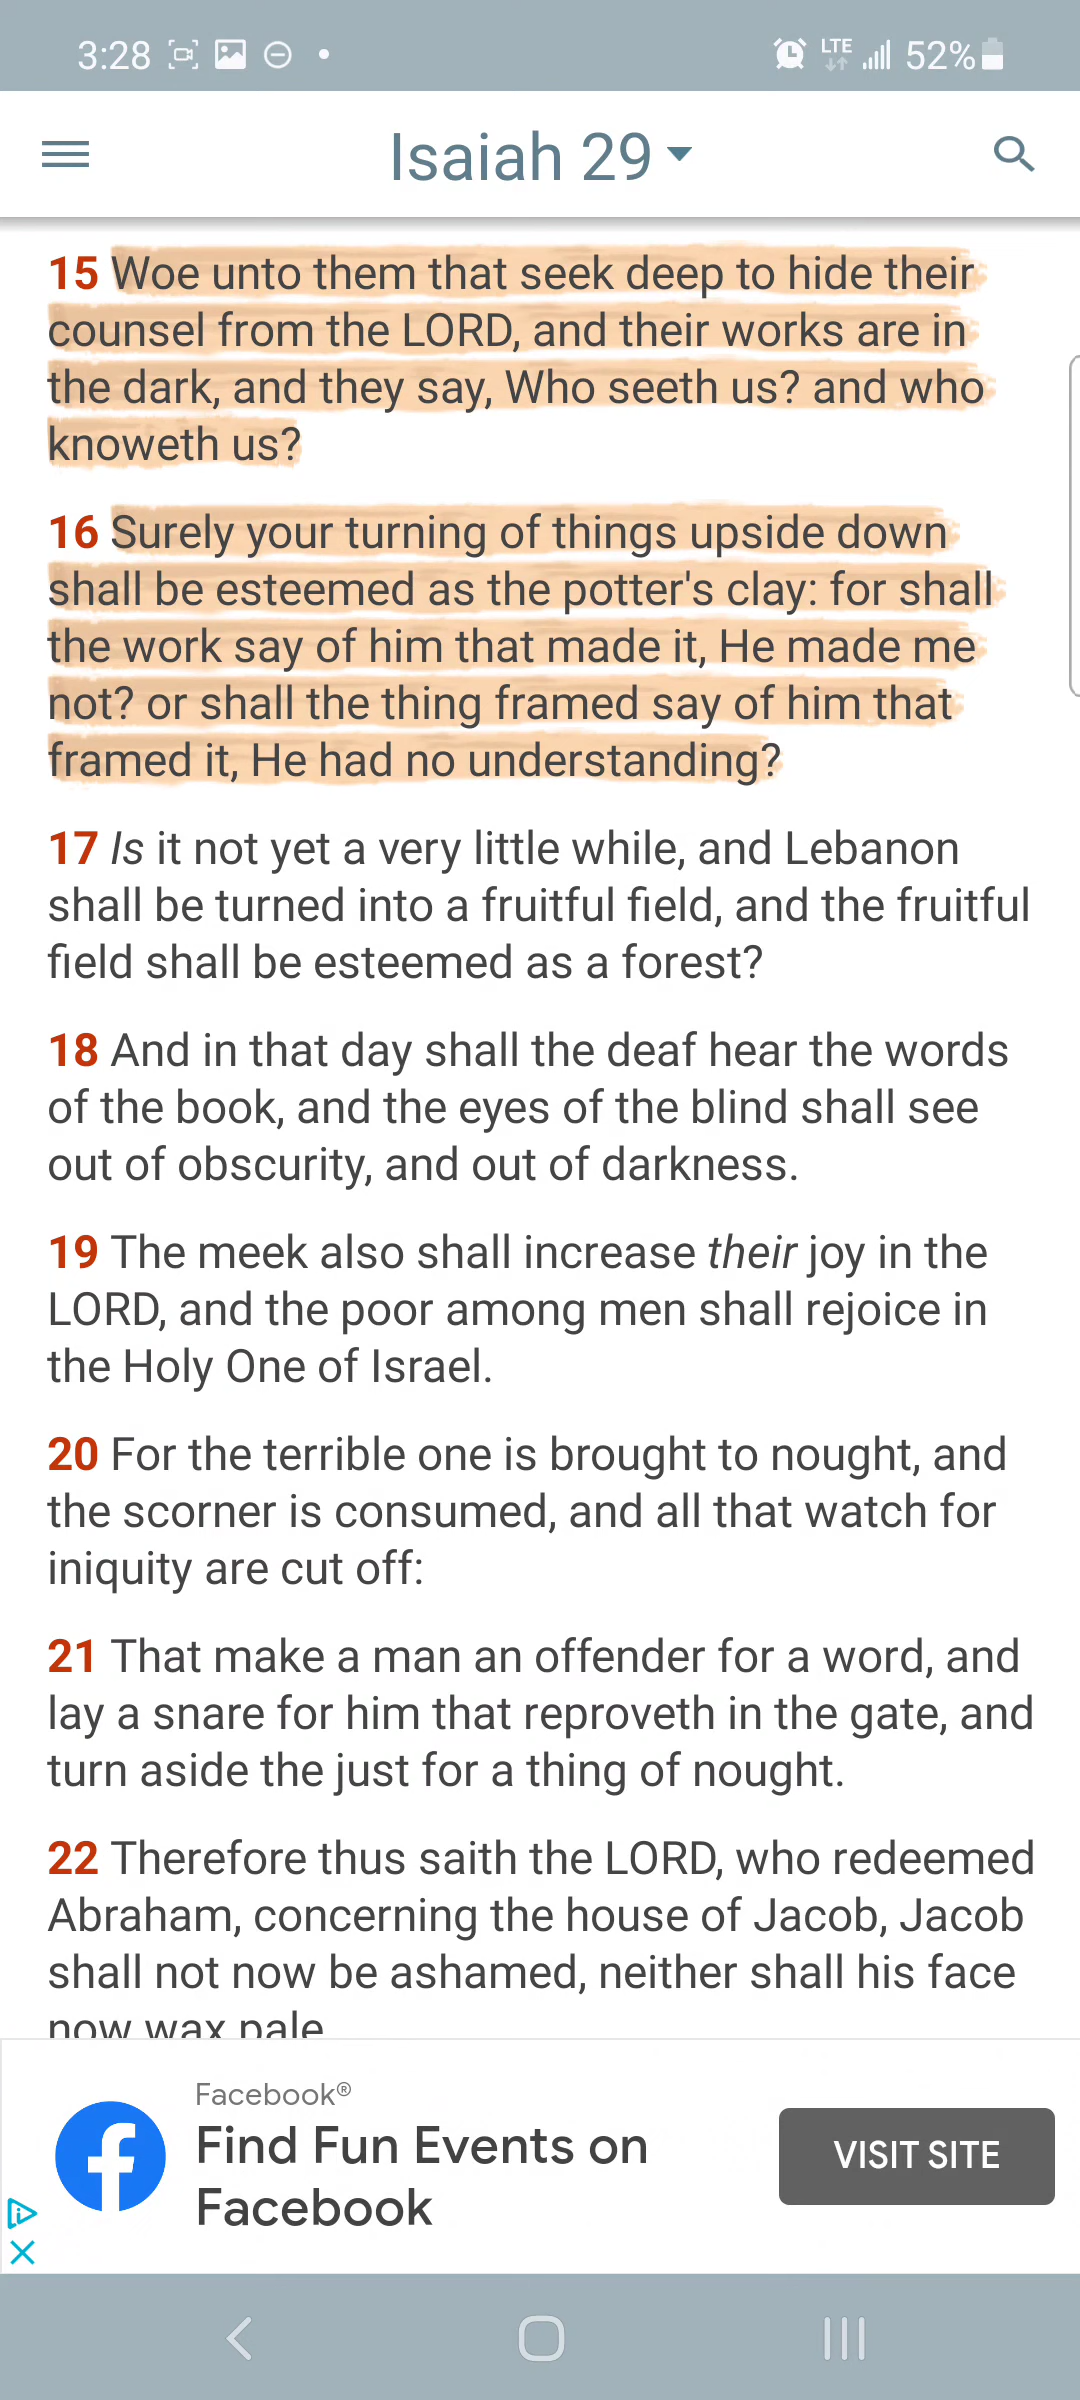 3:28
LTE 52%
Isaiah 29
15 Woe unto them that seek deep to hide their
counsel from the LORD, and their works are in
the dark, and they say, Who seeth us? and who
knoweth us?
16 Surely your turning of things upside down
shall be esteemed as the potter's clay: for shall
the work say of him that made it, He made me
not? or shall the thing framed say of him that
framed it, He had no understanding?
17 Is it not yet a very little while, and Lebanon
shall be turned into a fruitful field, and the fruitful
field shall be esteemed as a forest?
18 And in that day shall the deaf hear the words
of the book, and the eyes of the blind shall see
out of obscurity, and out of darkness.
19 The meek also shall increase their joy in the
LORD, and the poor among men shall rejoice in
the Holy One of Israel.
20 For the terrible one is brought to nought, and
the scorner is consumed, and all that watch for
iniquity are cut off:
21 That make a man an offender for a word, and
lay a snare for him that reproveth in the gate, and
turn aside the just for a thing of nought.
22 Therefore thus saith the LORD, who redeemed
Abraham, concerning the house of Jacob, Jacob
shall not now be ashamed, neither shall his face
now wax pale
Facebook®
Find Fun Events on
Facebook
VISIT SITE